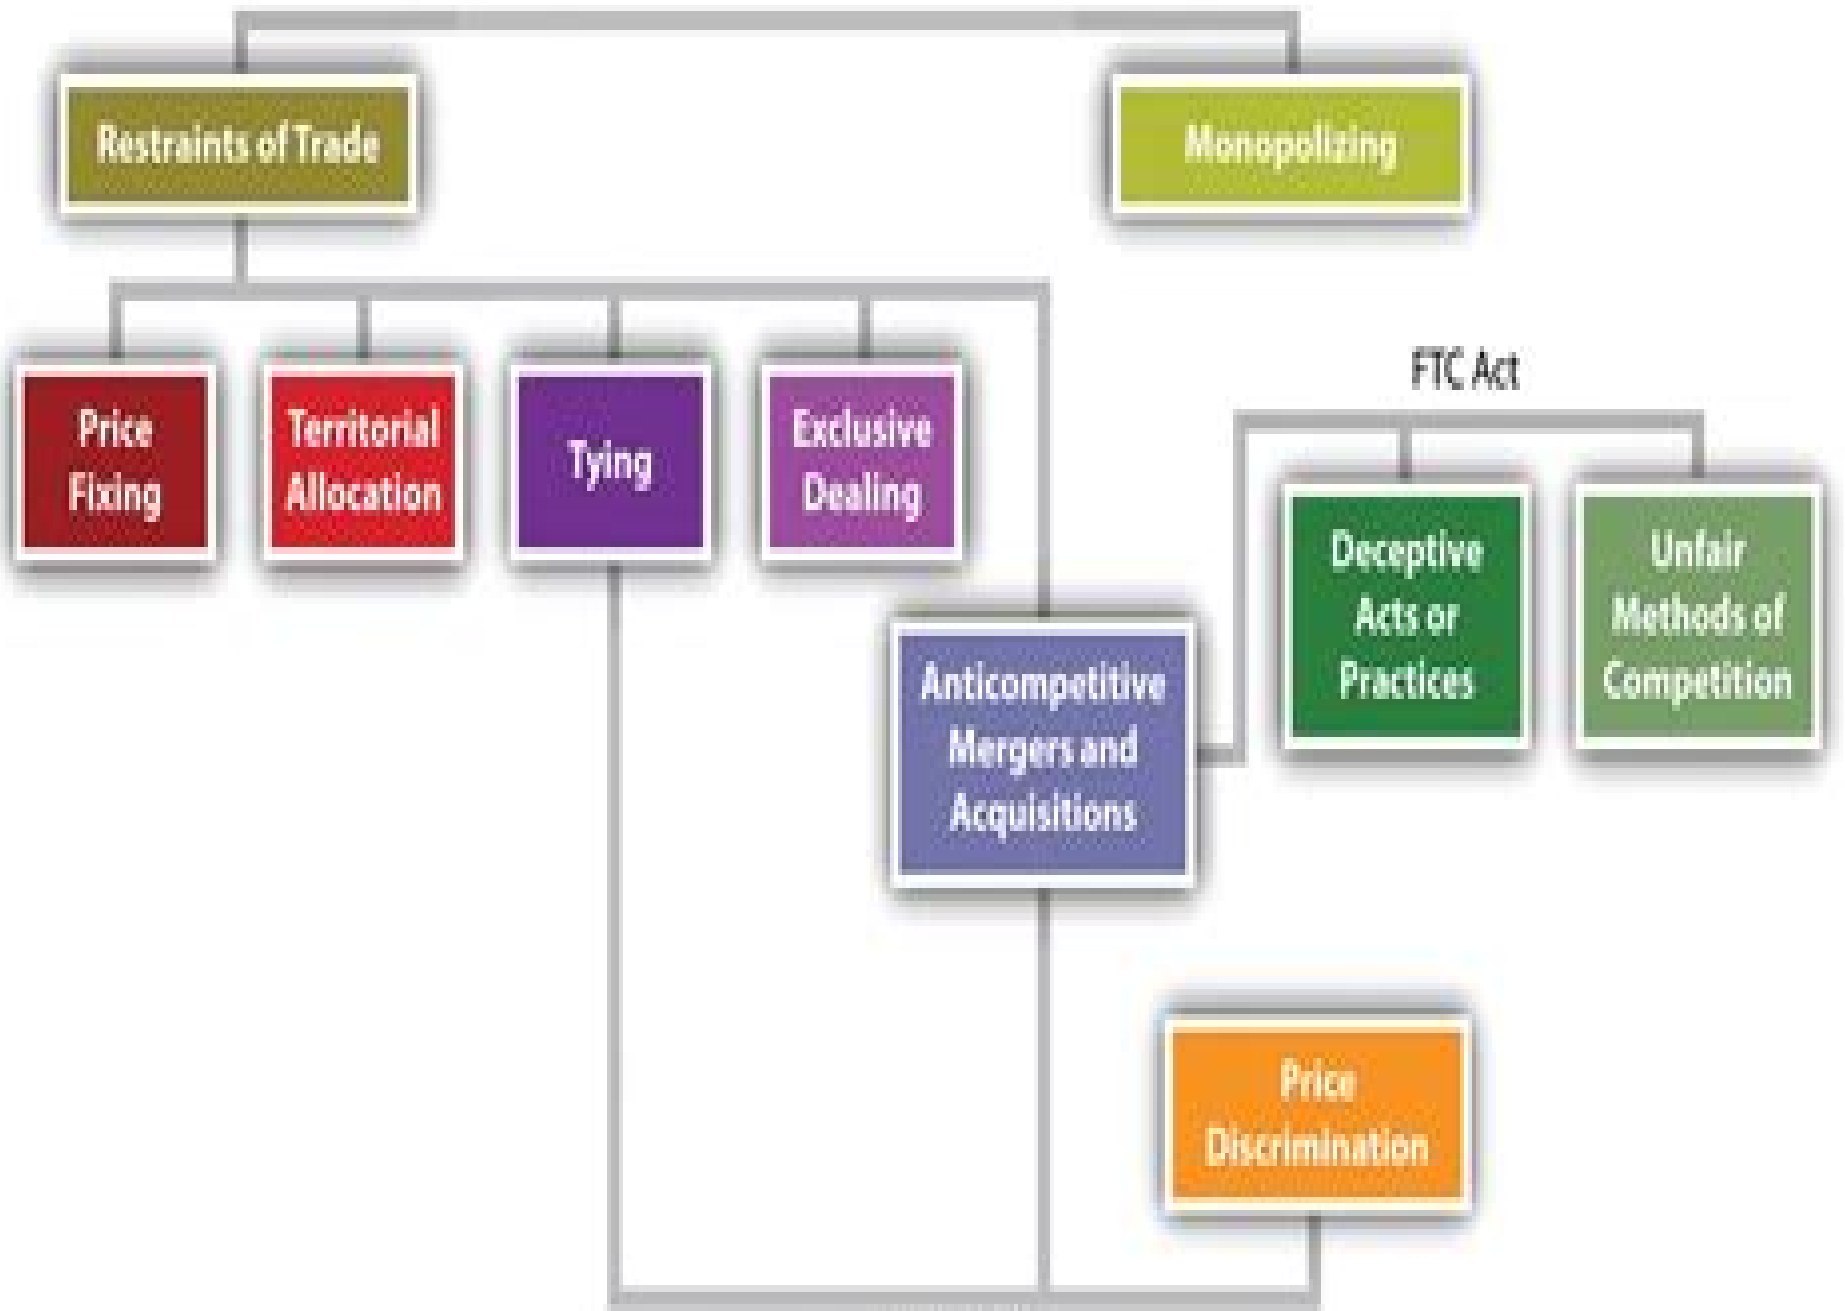 Restraints of Trade
Monopolizing
Price
Fixing
Territorial
Allocation
Tying
Exclusive
Dealing
FTC Act
Deceptive
Acts or
Practices
Unfair
Methods of
Competition
Anticompetitive
Mergers and
Acquisitions
Price
Discrimination